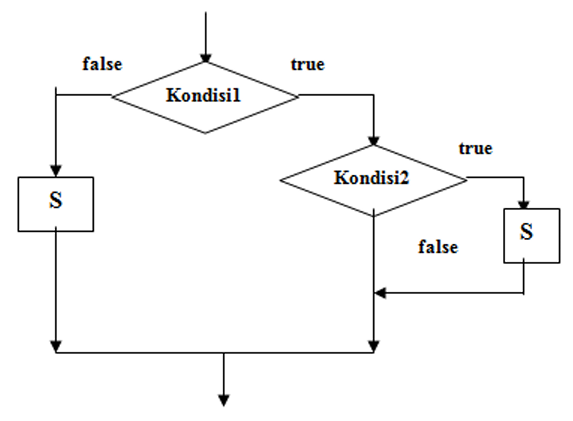 false
true
Kondisi1
true
Kondisi2
S
S
false